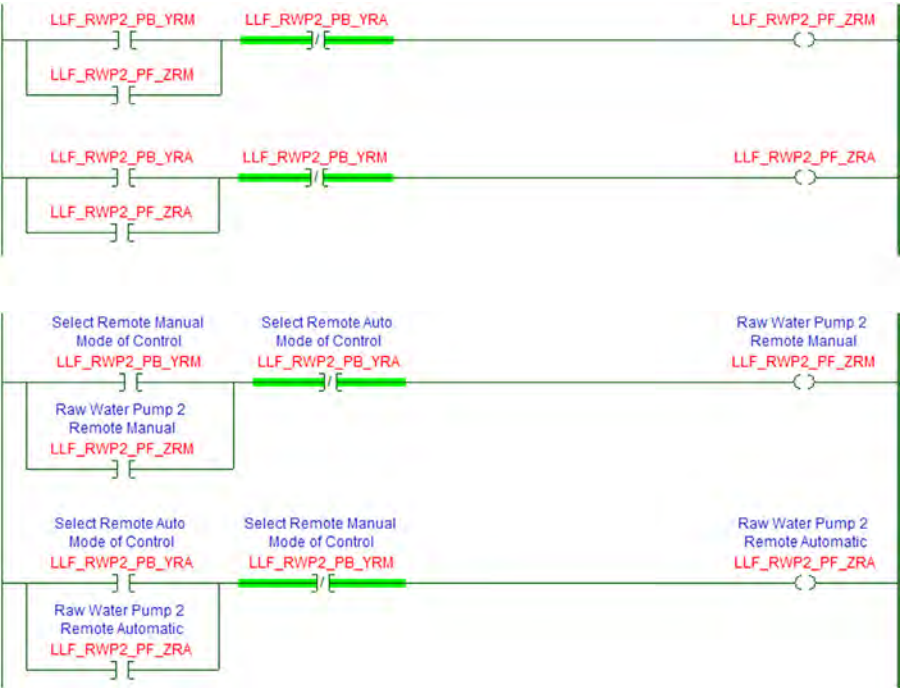 LLF_RWP2_PB_YRM LLF_RWP2_PB_YRA LLF_RWP2_PF_ZRM
LLF_RWP2_PF_ZRM
LLF_RWP2_PB_YRA LLF_RWP2_PB_YRM LLF_RWP2_PF_ZRA
LLF_RWP2_PF_ZRA
Select Remote Manual Select Remote Auto Raw Water Pump 2
Mode of Control Mode of Control Remote Manual
LLF_RWP2_PB_YRM LLF_RWP2_PB_YRA LLF_RWP2_PF_ZRM
Raw Water Pump 2
Remote Manual
LLF_RWP2_PF_ZRM
Select Remote Auto Select Remote Manual Raw Water Pump 2
Mode of Control Mode of Control Remote Automatic
LLF_RWP2_PB_YRA LLF_RWP2_PB_YRM LLF_RWP2_PF_ZRA
Raw Water Pump 2
Remote Automatic
LLF_RWP2_PF_ZRA